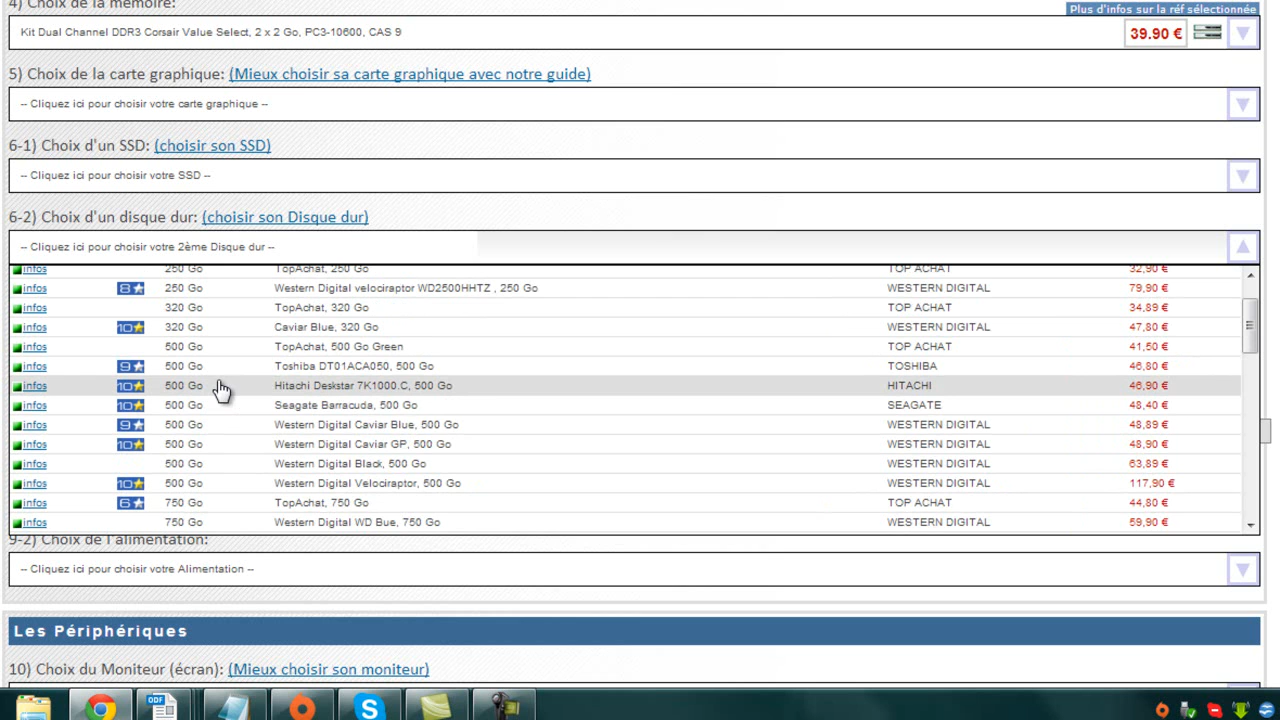 4) Choix de la mémoire:
Plus d'infos sur la réf sélectionnée
Kit Dual Channel DDR3 Corsair Value Select, 2 x 2 Go, PC3-10600, CAS 9 39.90 €
5) Choix de la carte graphique: (Mieux choisir sa carte graphique avec notre guide)
-- Cliquez ici pour choisir votre carte graphique --
6-1) Choix d'un SSD: (choisir son SSD)
-- Cliquez ici pour choisir votre SSD --
6-2) Choix d'un disque dur: (choisir son Disque dur)
-- Cliquez ici pour choisir votre 2ème Disque dur --
infos 250 Go TopAchat, 250 Go TOP ACHAT 32,90 €
infos 8 250 Go Western Digital velociraptor WD2500HHTZ , 250 Go WESTERN DIGITAL 79,90 €
infos 320 Go TopAchat, 320 Go TOP ACHAT 34,89 €
infos 10 320 Go Caviar Blue, 320 Go WESTERN DIGITAL 47,80 €
infos 500 Go TopAchat, 500 Go Green TOP ACHAT 41,50 €
infos 9 500 Go Toshiba DT01ACA050, 500 Go TOSHIBA 46,80 €
infos 10 500 Go Hitachi Deskstar 7K1000.C, 500 Go HITACHI 46,90 €
infos 10 500 Go Seagate Barracuda, 500 Go SEAGATE 48,40 €
infos 9 500 Go Western Digital Caviar Blue, 500 Go WESTERN DIGITAL 48,89 €
infos 10 500 Go Western Digital Caviar GP, 500 Go WESTERN DIGITAL 48,90 €
infos 500 Go Western Digital Black, 500 Go WESTERN DIGITAL 63,89 €
infos 10 500 Go Western Digital Velociraptor, 500 Go WESTERN DIGITAL 117,90 €
infos 6 750 Go TopAchat, 750 Go TOP ACHAT 44,80 €
infos 750 Go Western Digital WD Bue, 750 Go WESTERN DIGITAL 59,90 €
9-2) Choix de l'alimentation:
-- Cliquez ici pour choisir votre Alimentation --
Les Périphériques
10) Choix du Moniteur (écran): (Mieux choisir son moniteur)
ODF
S